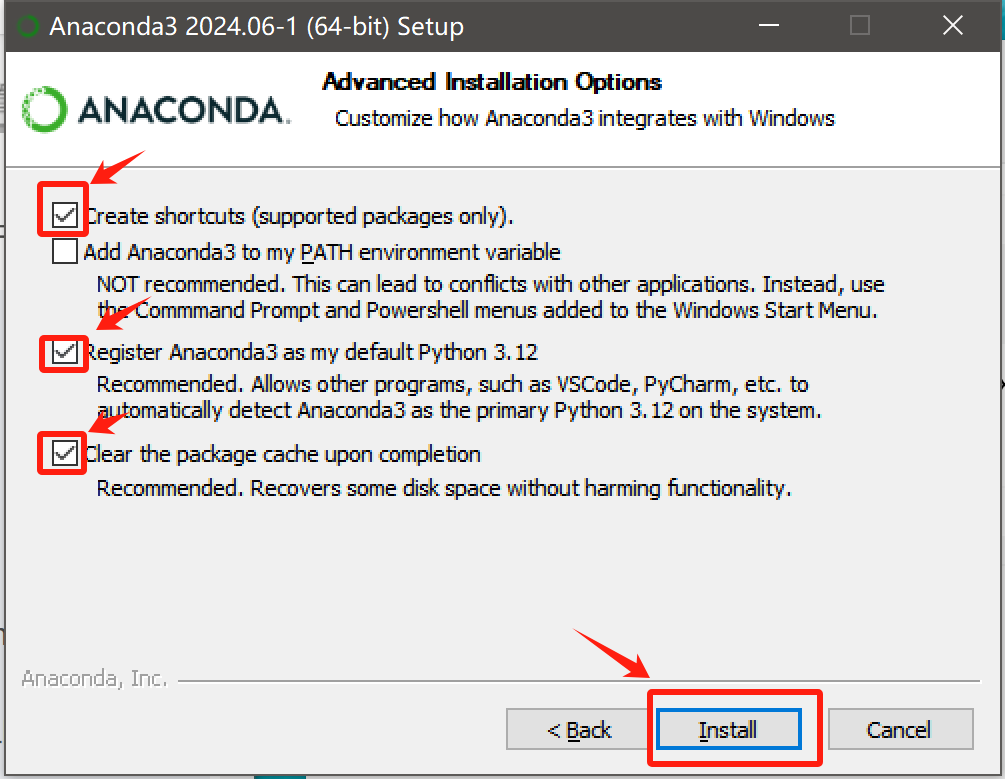 Anaconda3 2024.06-1 (64-bit) Setup
ANACONDA.
Advanced Installation Options
Customize how Anaconda3 integrates with Windows
Create shortcuts (supported packages only).
Add Anaconda3 to my PATH environment variable
NOT recommended. This can lead to conflicts with other applications. Instead, use
the Commmand Prompt and Powershell menus added to the Windows Start Menu.
Register Anaconda3 as my default Python 3.12
Recommended. Allows other programs, such as VSCode, PyCharm, etc. to
automatically detect Anaconda3 as the primary Python 3.12 on the system.
Clear the package cache upon completion
Recommended. Recovers some disk space without harming functionality.
Anaconda, Inc.
< Back
Install
Cancel